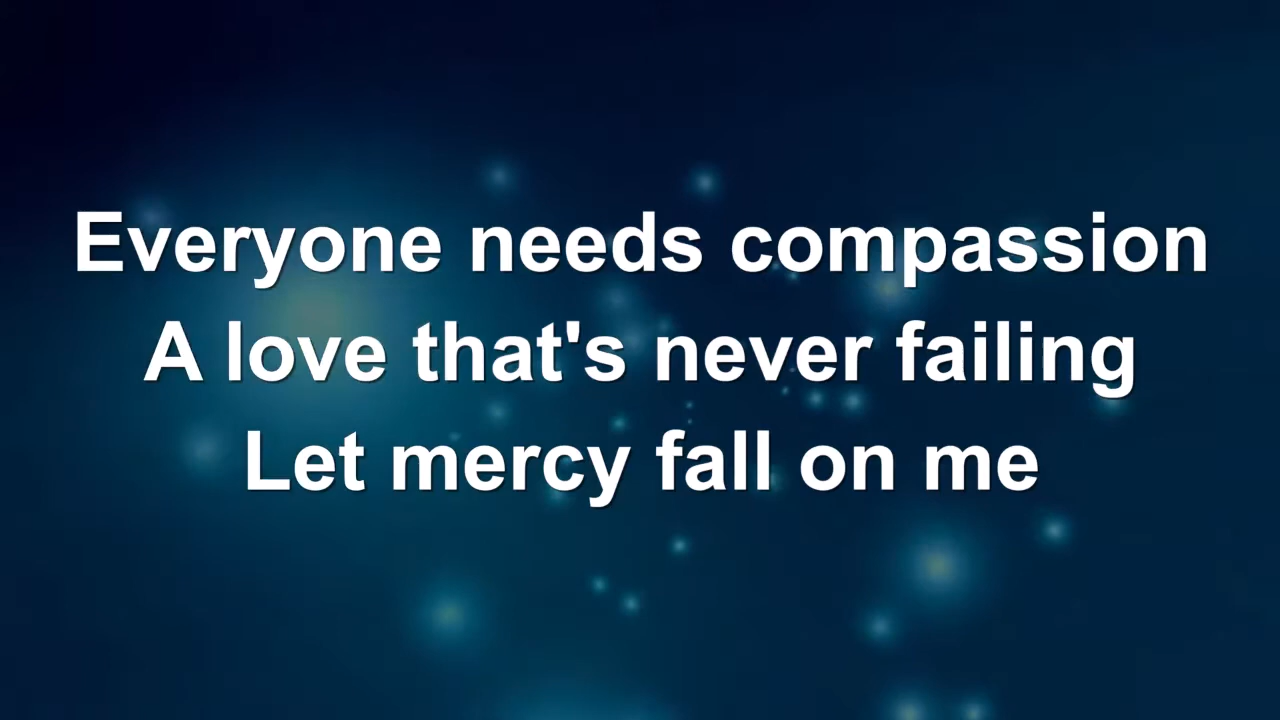 Everyone needs compassion
A love that's never failing
Let mercy fall on me